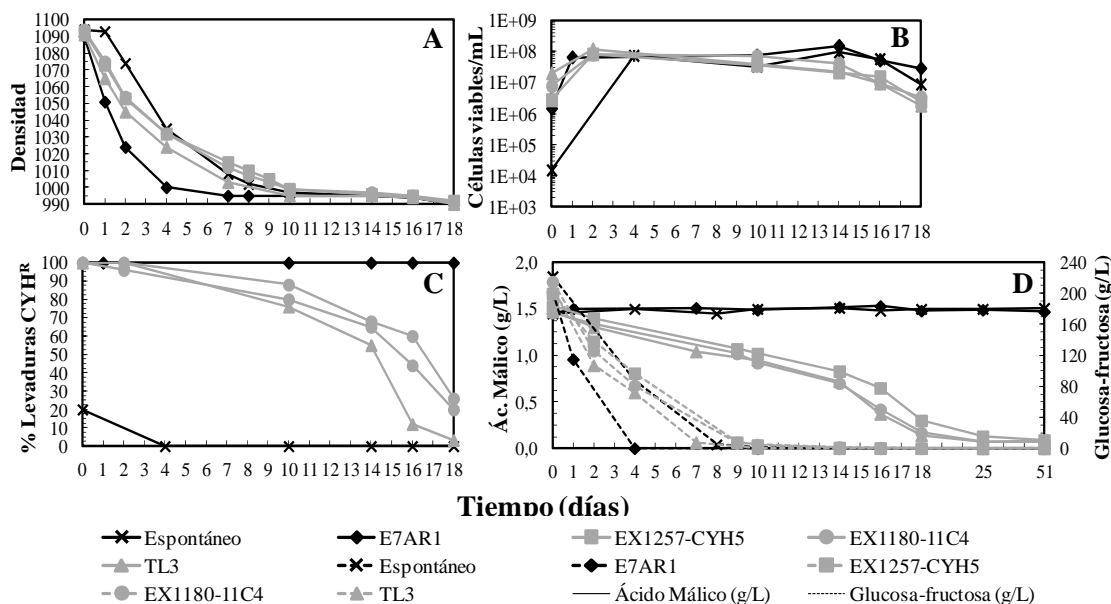 A
Densidad
1100
1090
1080
1070
1060
1050
1040
1030
1020
1010
1000
990
0 1 2 3 4 5 6 7 8 9 10 11 12 13 14 15 16 17 18
B
Células viables/mL
1E+09
1E+08
1E+07
1E+06
1E+05
1E+04
1E+03
0 1 2 3 4 5 6 7 8 9 10 11 12 13 14 15 16 17 18
C
% Levaduras CYHᴿ
100
90
80
70
60
50
40
30
20
10
0
0 1 2 3 4 5 6 7 8 9 10 11 12 13 14 15 16 17 18
D
Ác. Málico (g/L)
2,0
1,5
1,0
0,5
0,0
Glucosa-fructosa (g/L)
240
200
160
120
80
40
0
0 1 2 3 4 5 6 7 8 9 10 11 12 13 14 15 16 17 18 25 51
Tiempo (días)
Espontáneo E7AR1 EX1257-CYH5 EX1180-11C4
TL3 Espontáneo E7AR1 EX1257-CYH5
EX1180-11C4 TL3 Ácido Málico (g/L) Glucosa-fructosa (g/L)